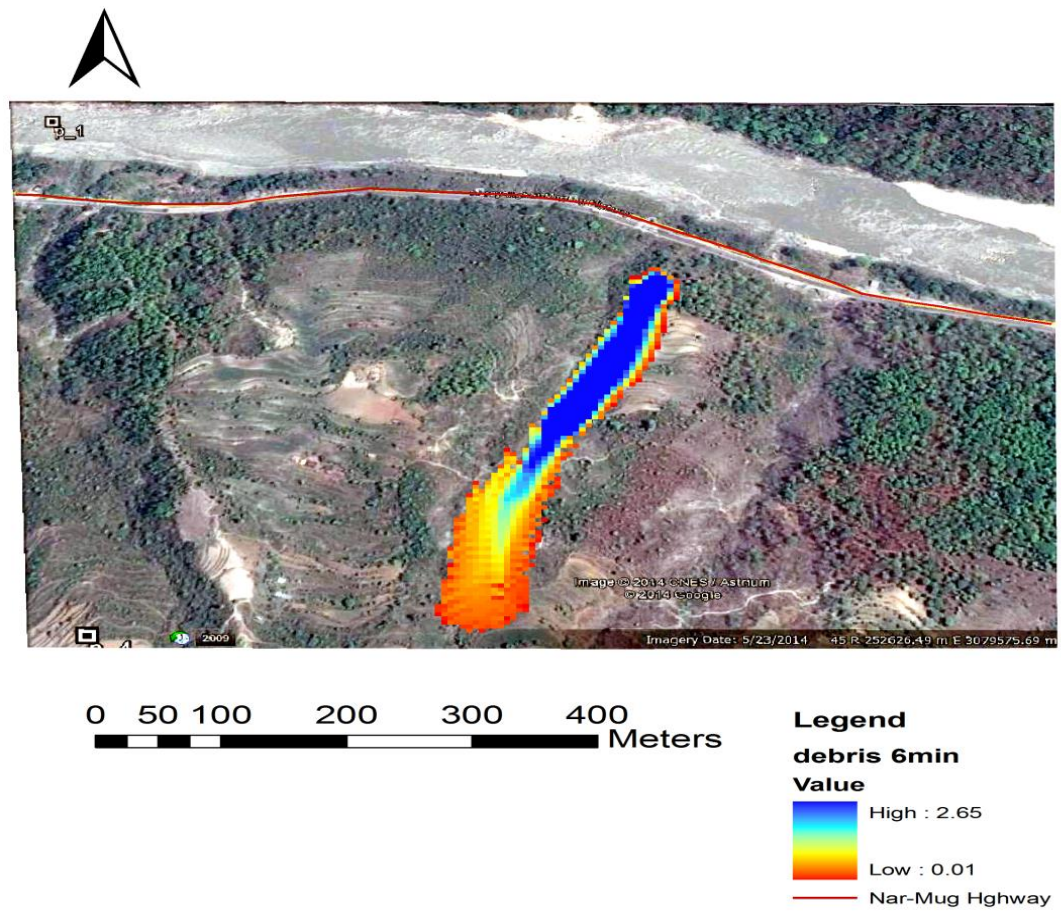 p_1
Image © 2014 CNES / Astrium
© 2014 Google
2009
Imagery Date: 5/23/2014 45 R 252626.49 m E 3079575.69 m
0 50 100 200 300 400
Meters
Legend
debris 6min
Value
High : 2.65
Low : 0.01
Nar-Mug Hghway